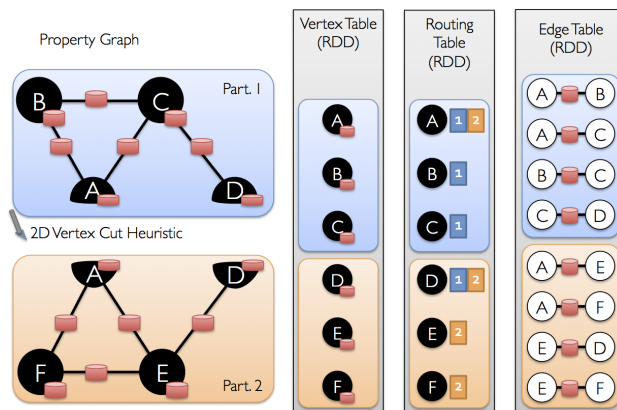 Property Graph
Part. 1
B
C
A
D
2D Vertex Cut Heuristic
A
D
F
E
Part. 2
Vertex Table
(RDD)
A
B
C
D
E
F
Routing
Table
(RDD)
A 1 2
B 1
C 1
D 1 2
E 2
F 2
Edge Table
(RDD)
A B
A C
B C
C D
A E
A F
E D
E F